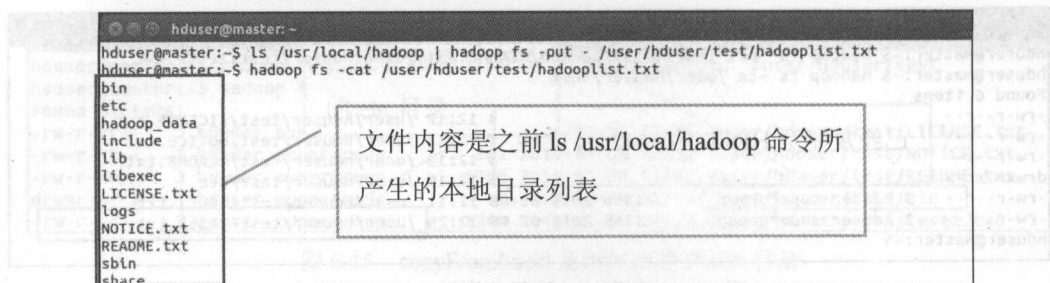 hduser@master: ~
hduser@master:~$ ls /usr/local/hadoop | hadoop fs -put - /user/hduser/test/hadooplist.txt
hduser@master:~$ hadoop fs -cat /user/hduser/test/hadooplist.txt
bin
etc
hadoop_data
include
lib
libexec
LICENSE.txt
logs
NOTICE.txt
README.txt
sbin
share
文件内容是之前 ls /usr/local/hadoop 命令所
产生的本地目录列表